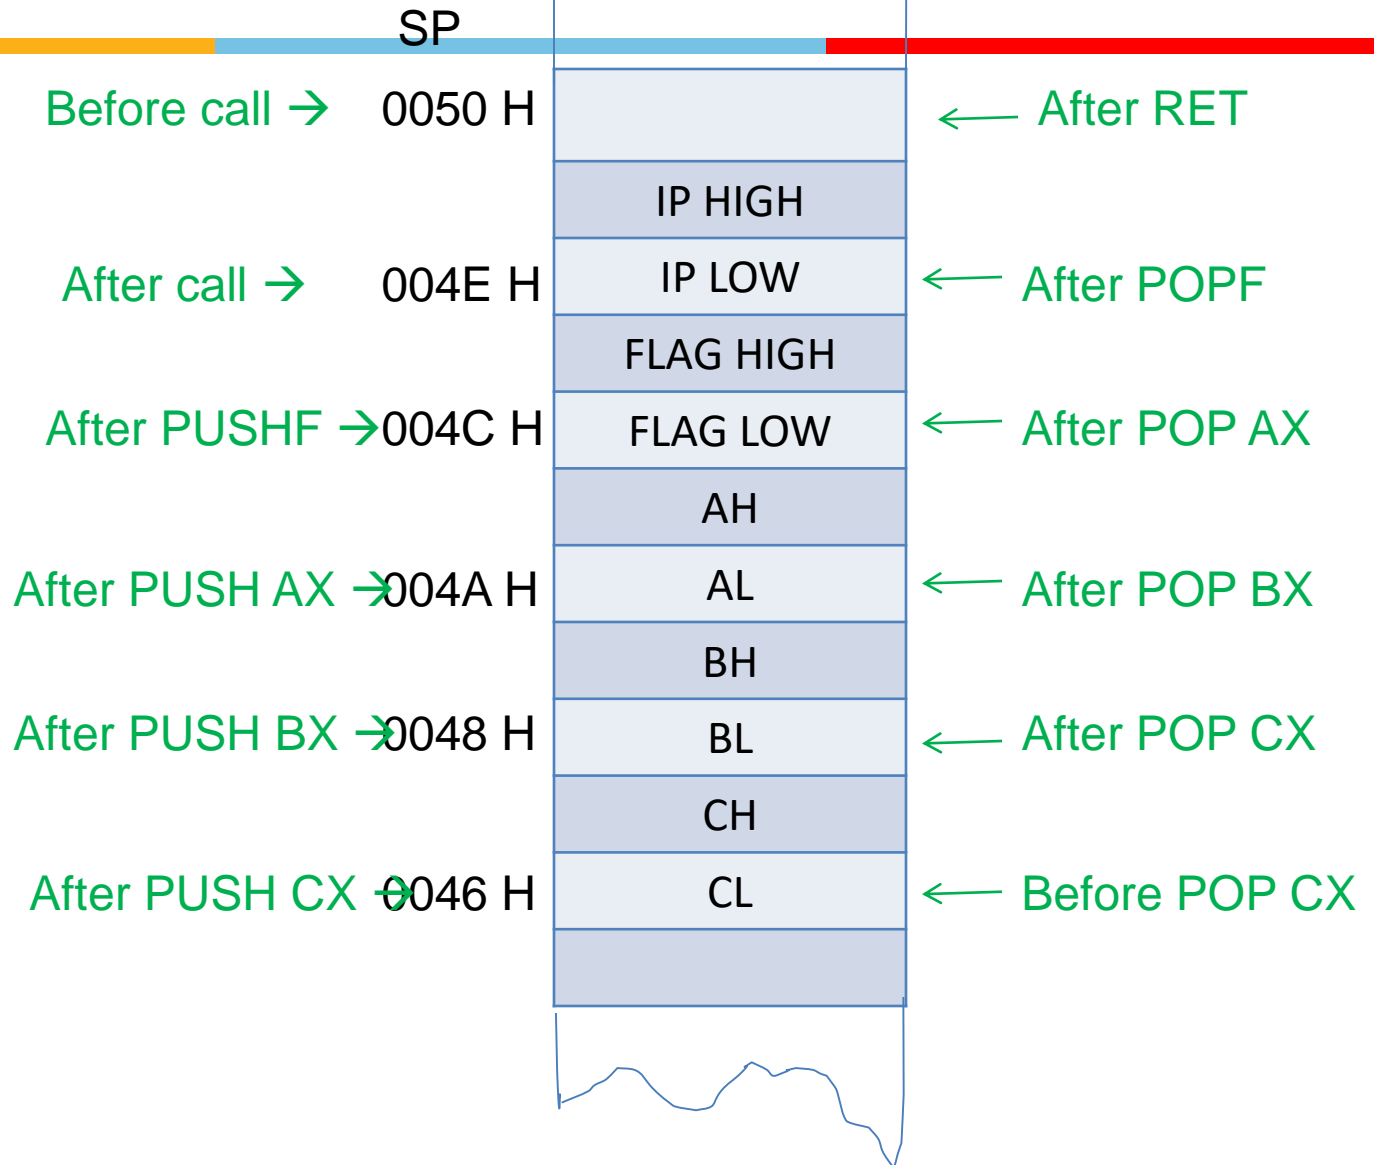 SP
Before call → 0050 H After RET
IP HIGH
After call → 004E H IP LOW After POPF
FLAG HIGH
After PUSHF → 004C H FLAG LOW After POP AX
AH
After PUSH AX → 004A H AL After POP BX
BH
After PUSH BX → 0048 H BL After POP CX
CH
After PUSH CX → 0046 H CL Before POP CX